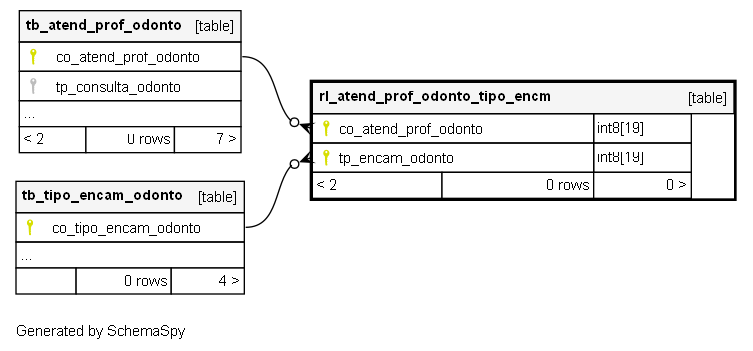 tb_atend_prof_odonto [table]
co_atend_prof_odonto
tp_consulta_odonto
...
< 2 0 rows 7 >
rl_atend_prof_odonto_tipo_encm [table]
co_atend_prof_odonto int8[19]
tp_encam_odonto int8[19]
< 2 0 rows 0 >
tb_tipo_encam_odonto [table]
co_tipo_encam_odonto
...
0 rows 4 >
Generated by SchemaSpy